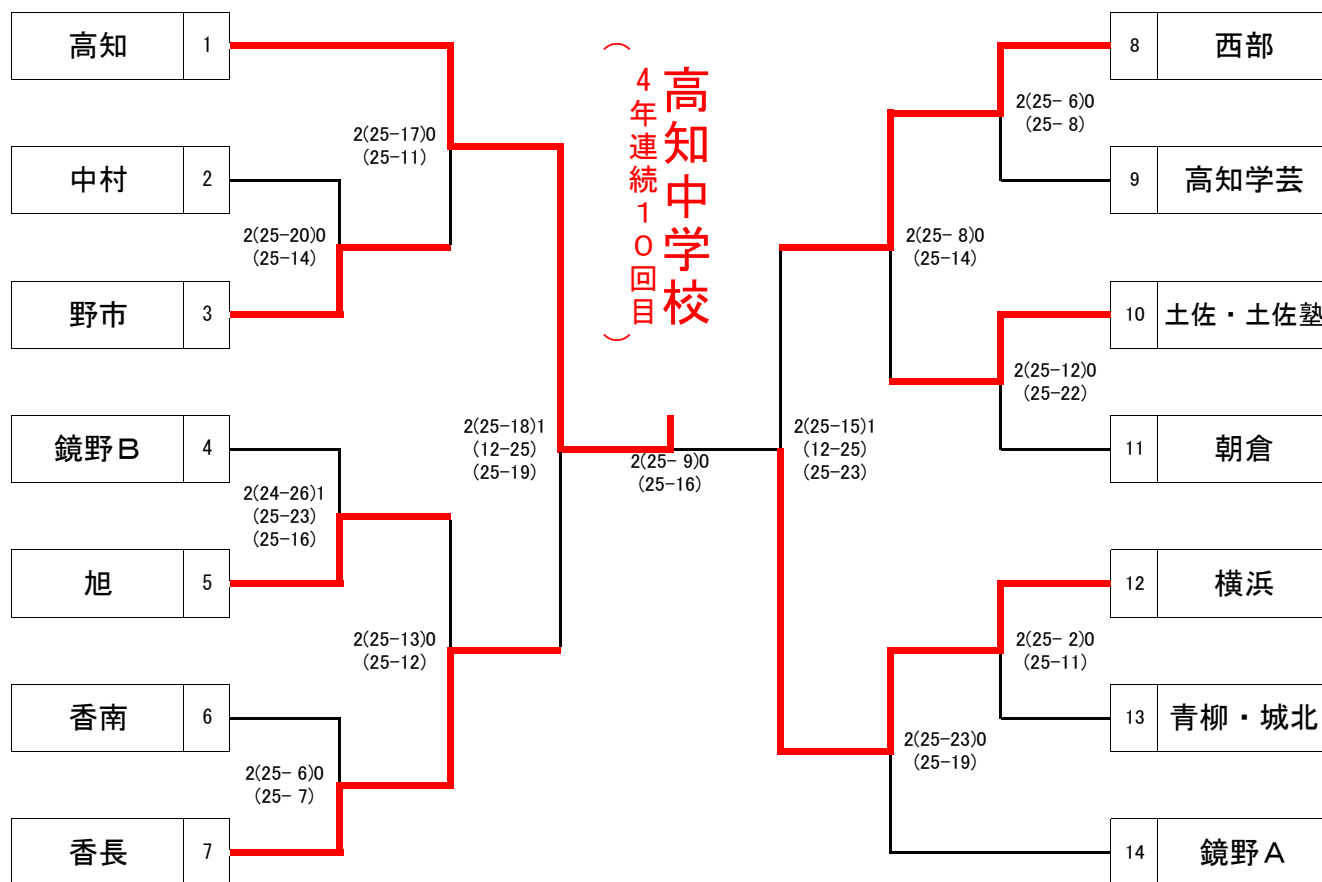 高知 1
中村 2
野市 3
鏡野B 4
旭 5
香南 6
香長 7
2(25-20)0
(25-14)
2(24-26)1
(25-23)
(25-16)
2(25- 6)0
(25- 7)
2(25-17)0
(25-11)
2(25-13)0
(25-12)
2(25-18)1
(12-25)
(25-19)
高知中学校
(4年連続10回目)
2(25- 9)0
(25-16)
2(25-15)1
(12-25)
(25-23)
2(25- 8)0
(25-14)
2(25-23)0
(25-19)
2(25- 6)0
(25- 8)
2(25-12)0
(25-22)
2(25- 2)0
(25-11)
8 西部
9 高知学芸
10 土佐・土佐塾
11 朝倉
12 横浜
13 青柳・城北
14 鏡野A